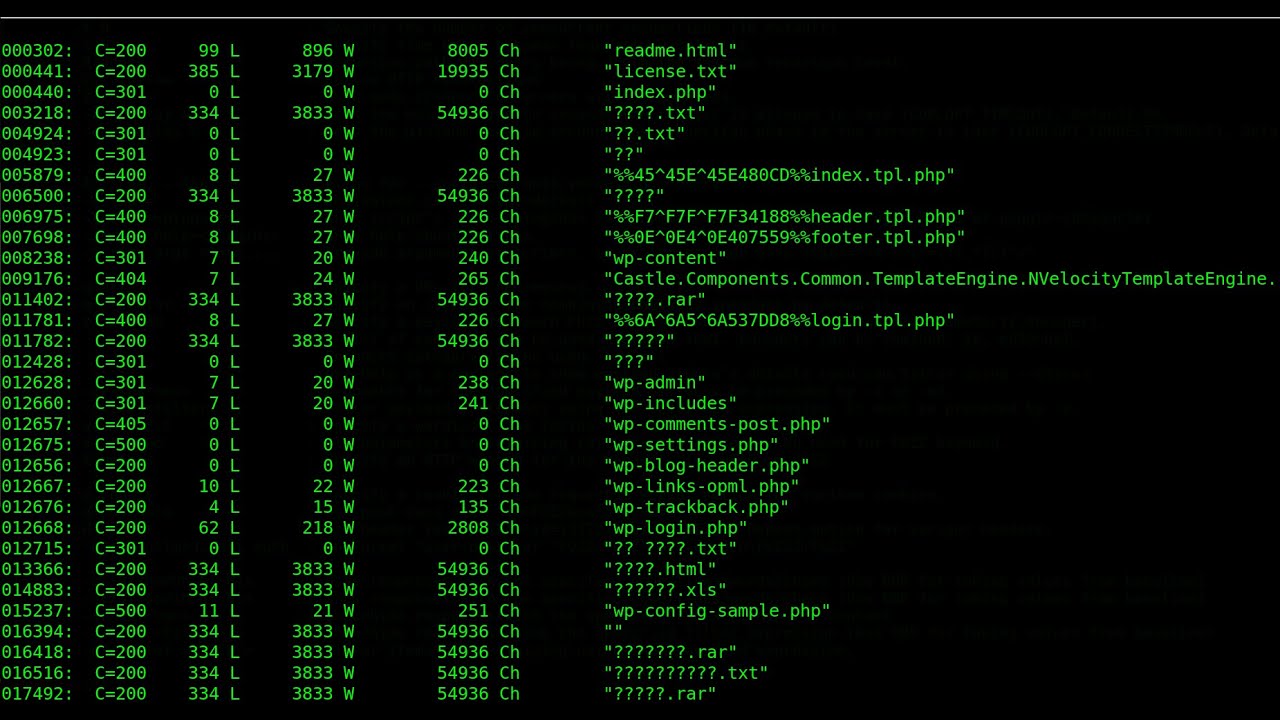 000302: C=200 99 L 896 W 8005 Ch "readme.html"
000441: C=200 385 L 3179 W 19935 Ch "license.txt"
000440: C=301 0 L 0 W 0 Ch "index.php"
003218: C=200 334 L 3833 W 54936 Ch "????.txt"
004924: C=301 0 L 0 W 0 Ch "??.txt"
004923: C=301 0 L 0 W 0 Ch "??"
005879: C=400 8 L 27 W 226 Ch "%%45^45E^45E480CD%%index.tpl.php"
006500: C=200 334 L 3833 W 54936 Ch "????"
006975: C=400 8 L 27 W 226 Ch "%%F7^F7F^F7F34188%%header.tpl.php"
007698: C=400 8 L 27 W 226 Ch "%%0E^0E4^0E407559%%footer.tpl.php"
008238: C=301 7 L 20 W 240 Ch "wp-content"
009176: C=404 7 L 24 W 265 Ch "Castle.Components.Common.TemplateEngine.NVelocityTemplateEngine.
011402: C=200 334 L 3833 W 54936 Ch "????.rar"
011781: C=400 8 L 27 W 226 Ch "%%6A^6A5^6A537DD8%%login.tpl.php"
011782: C=200 334 L 3833 W 54936 Ch "?????"
012428: C=301 0 L 0 W 0 Ch "???"
012628: C=301 7 L 20 W 238 Ch "wp-admin"
012660: C=301 7 L 20 W 241 Ch "wp-includes"
012657: C=405 0 L 0 W 0 Ch "wp-comments-post.php"
012675: C=500 0 L 0 W 0 Ch "wp-settings.php"
012656: C=200 0 L 0 W 0 Ch "wp-blog-header.php"
012667: C=200 10 L 22 W 223 Ch "wp-links-opml.php"
012676: C=200 4 L 15 W 135 Ch "wp-trackback.php"
012668: C=200 62 L 218 W 2808 Ch "wp-login.php"
012715: C=301 0 L 0 W 0 Ch "?? ????.txt"
013366: C=200 334 L 3833 W 54936 Ch "????.html"
014883: C=200 334 L 3833 W 54936 Ch "??????.xls"
015237: C=500 11 L 21 W 251 Ch "wp-config-sample.php"
016394: C=200 334 L 3833 W 54936 Ch ""
016418: C=200 334 L 3833 W 54936 Ch "???????.rar"
016516: C=200 334 L 3833 W 54936 Ch "??????????.txt"
017492: C=200 334 L 3833 W 54936 Ch "?????.rar"